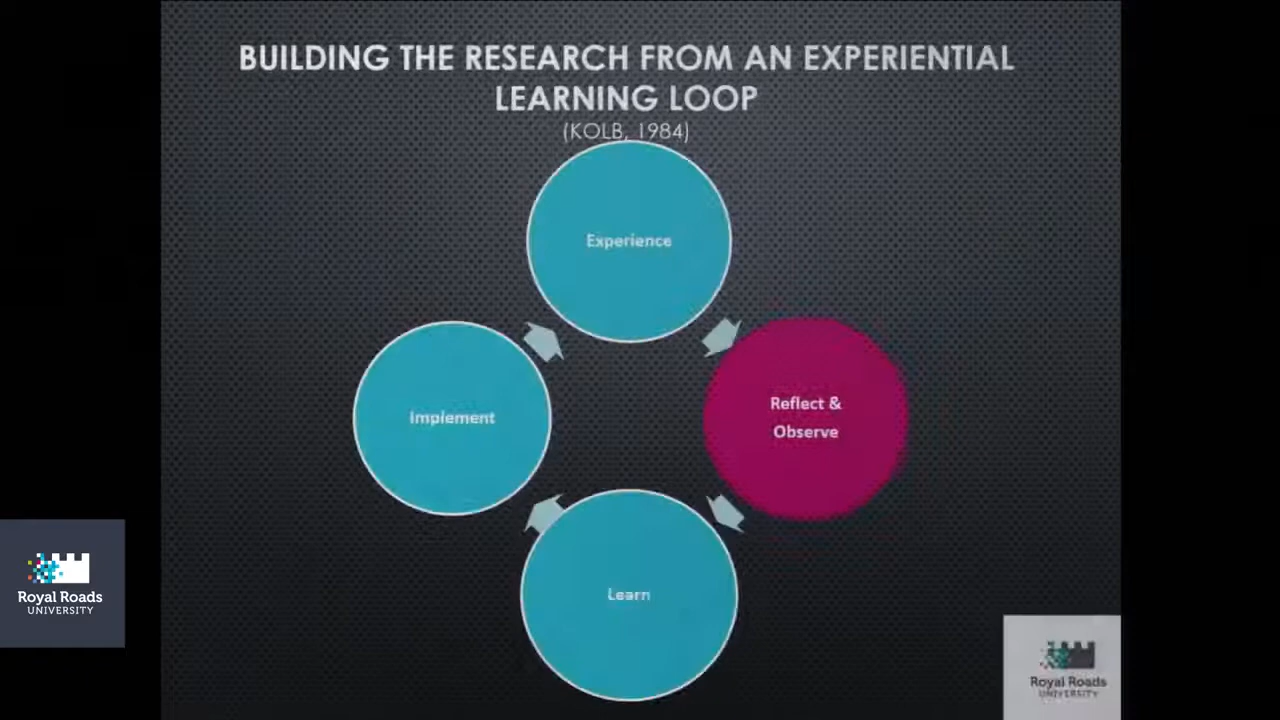 BUILDING THE RESEARCH FROM AN EXPERIENTIAL
LEARNING LOOP
(KOLB, 1984)
Experience
Reflect &
Observe
Implement
Learn
Royal Roads
UNIVERSITY
Royal Roads
UNIVERSITY